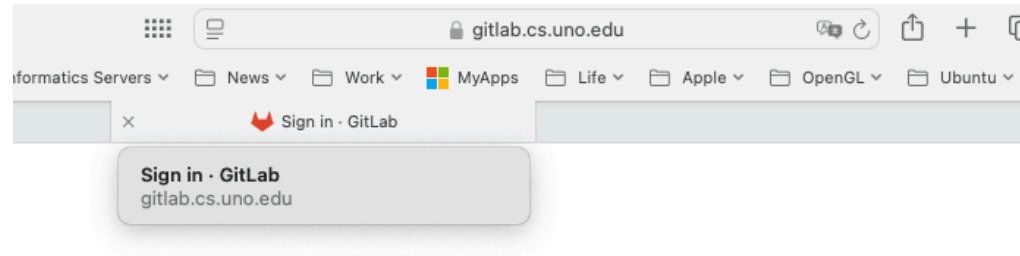 gitlab.cs.uno.edu
nformatics Servers News Work MyApps Life Apple OpenGL Ubuntu
Sign in · GitLab
Sign in · GitLab
gitlab.cs.uno.edu